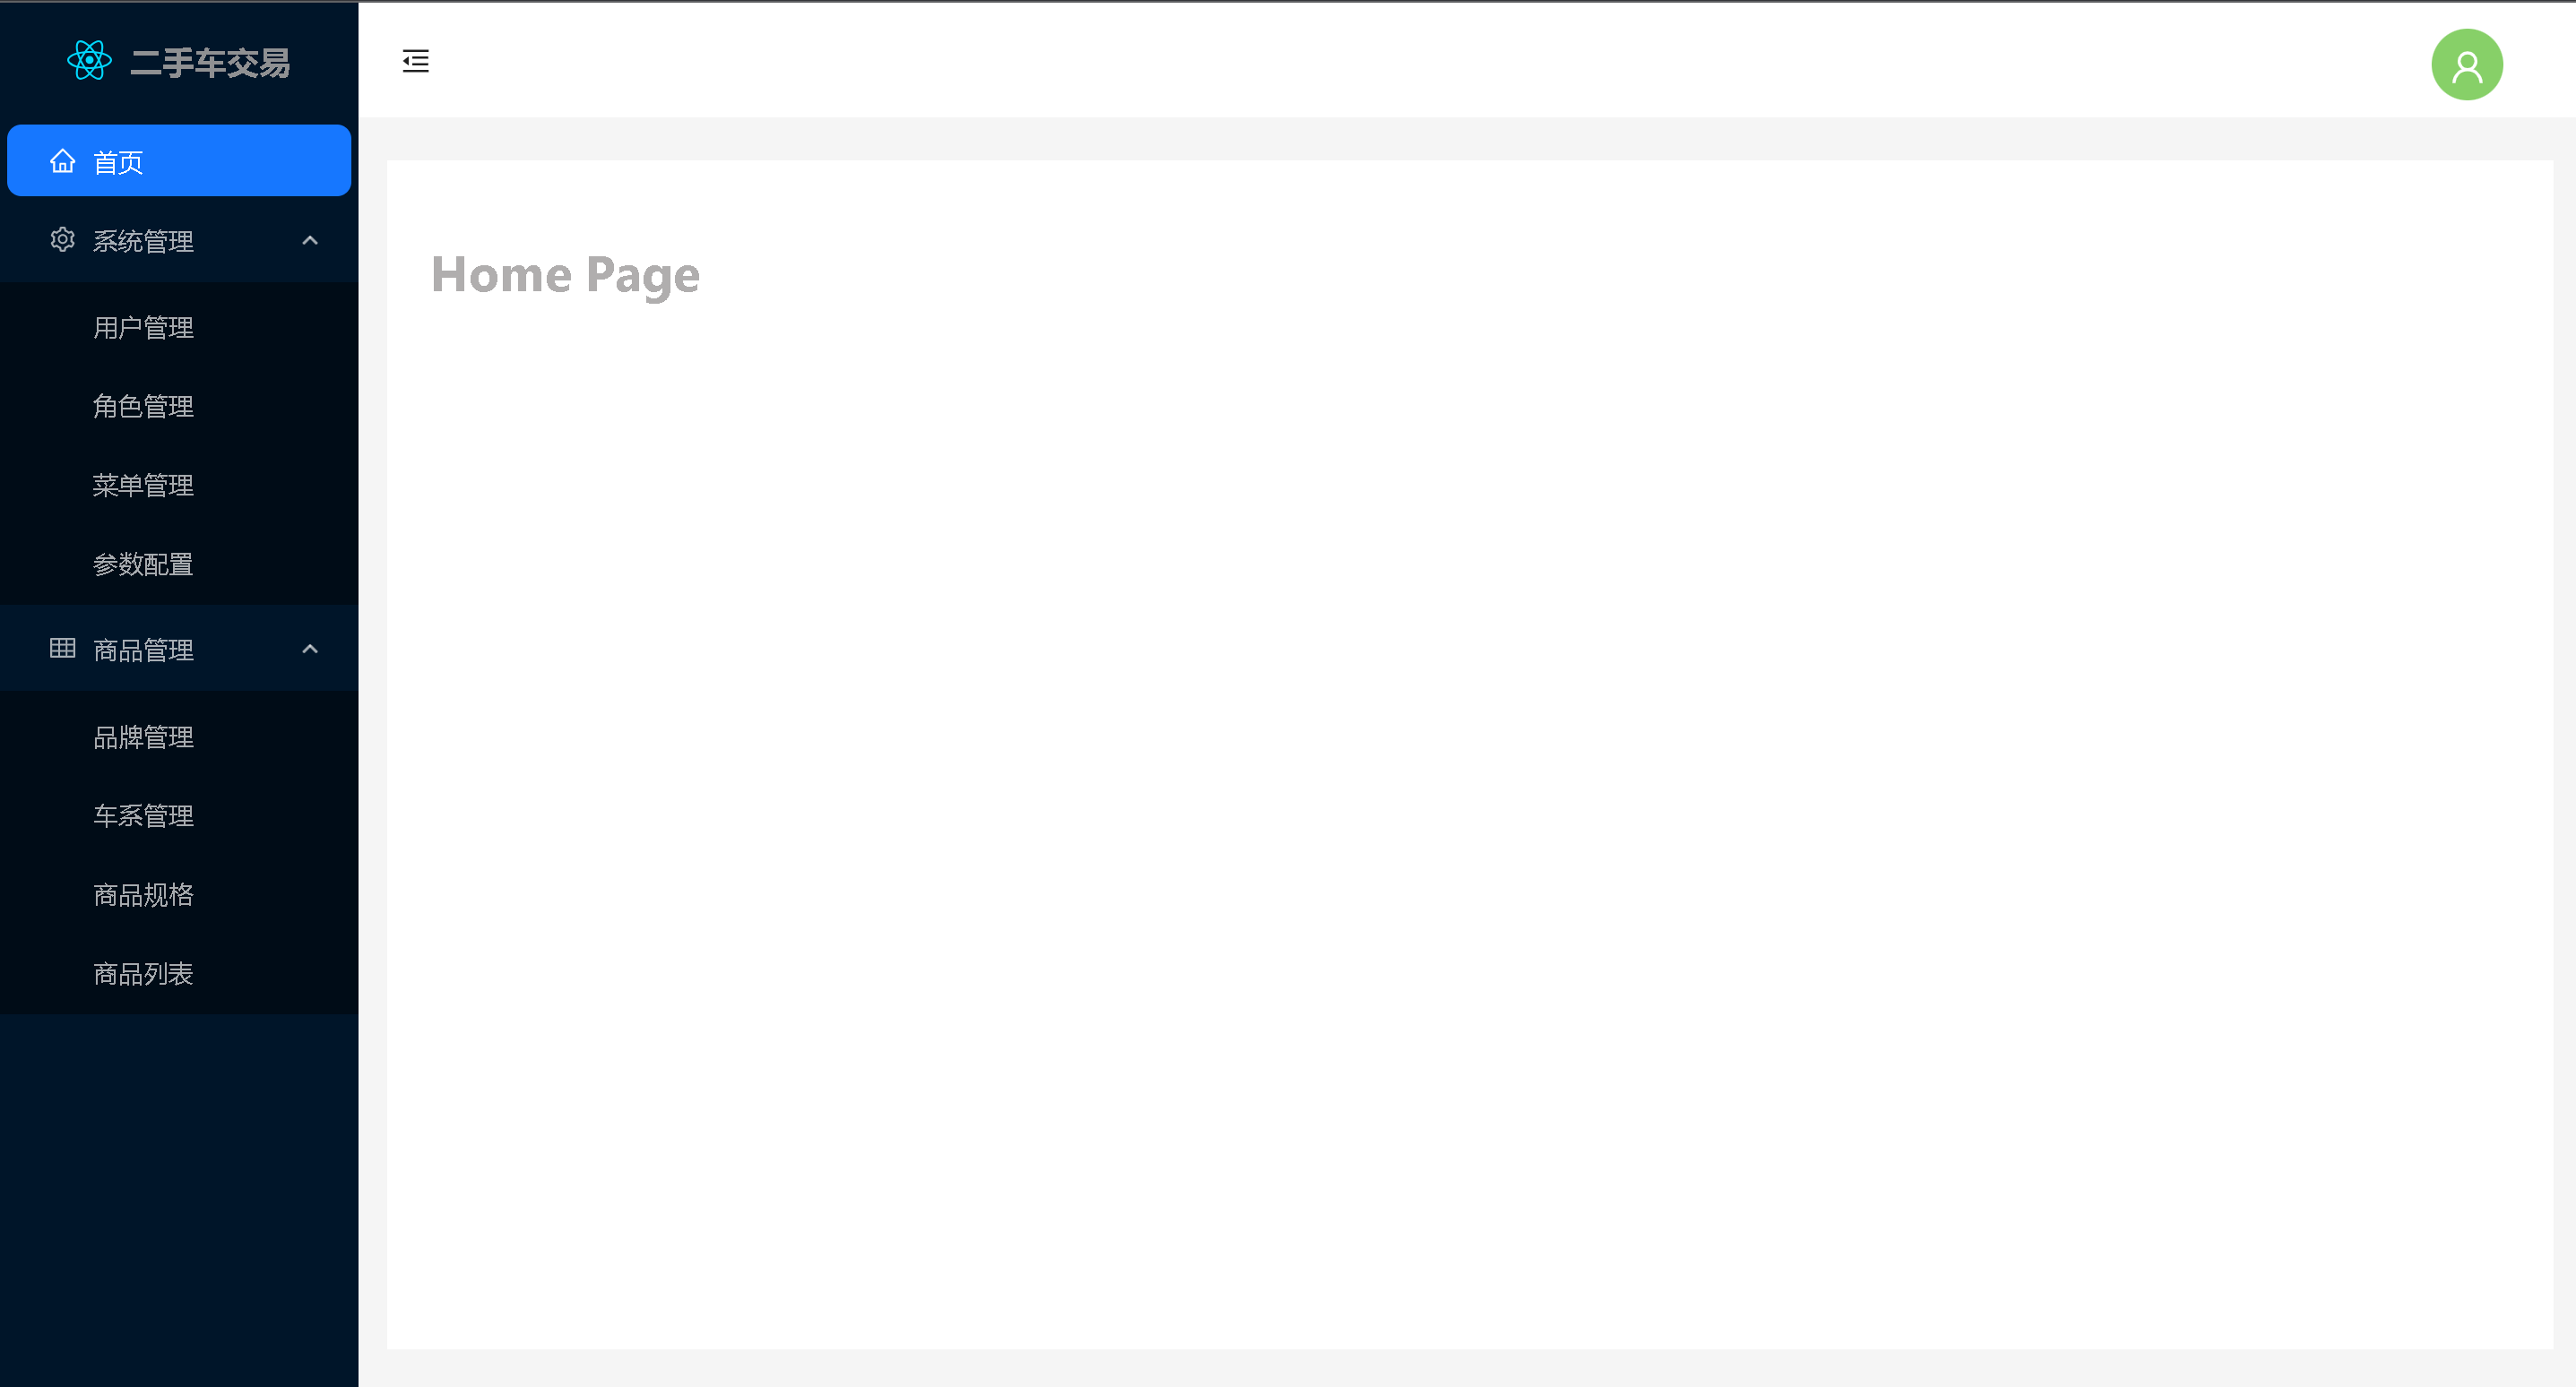 二手车交易
首页
系统管理
用户管理
角色管理
菜单管理
参数配置
商品管理
品牌管理
车系管理
商品规格
商品列表
Home Page